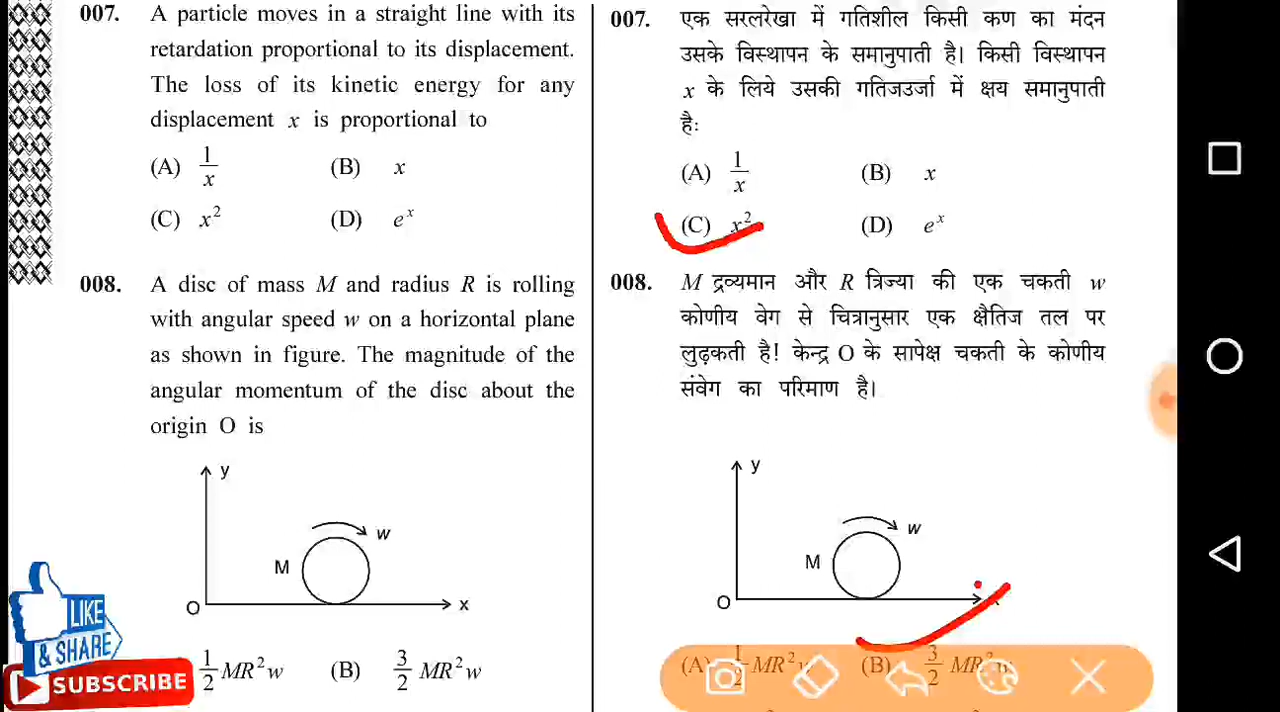 007. A particle moves in a straight line with its
retardation proportional to its displacement.
The loss of its kinetic energy for any
displacement x is proportional to
(A) 1/x (B) x
(C) x² (D) eˣ
008. A disc of mass M and radius R is rolling
with angular speed w on a horizontal plane
as shown in figure. The magnitude of the
angular momentum of the disc about the
origin O is
y
w
M
O
x
1/2 MR²w (B) 3/2 MR²w
007. एक सरलरेखा में गतिशील किसी कण का मंदन
उसके विस्थापन के समानुपाती है। किसी विस्थापन
x के लिये उसकी गतिजउर्जा में क्षय समानुपाती
है:
(A) 1/x (B) x
(C) x² (D) eˣ
008. M द्रव्यमान और R त्रिज्या की एक चकती w
कोणीय वेग से चित्रानुसार एक क्षैतिज तल पर
लुढ़कती है! केन्द्र O के सापेक्ष चकती के कोणीय
संवेग का परिमाण है।
y
w
M
O
(A) 1/2 MR²w (B) 3/2 MR²w
LIKE
& SHARE
SUBSCRIBE